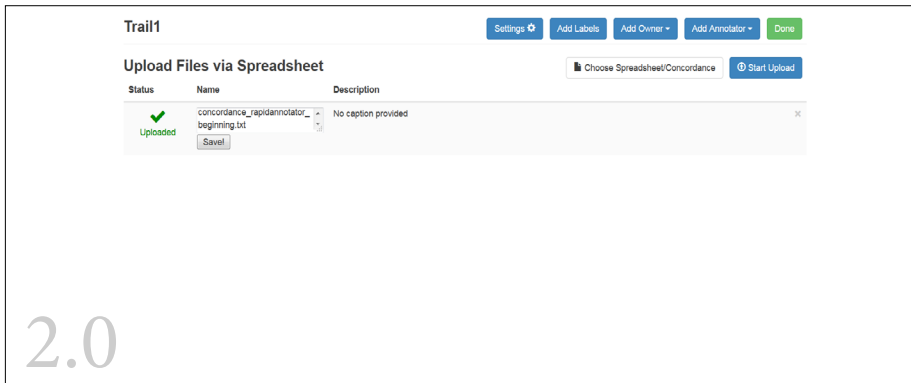 Trail1
Settings
Add Labels
Add Owner
Add Annotator
Done
Upload Files via Spreadsheet
Choose Spreadsheet/Concordance
Start Upload
Status Name Description
concordance_rapidannotator_
beginning.txt
No caption provided
×
Uploaded
Save!
2.0